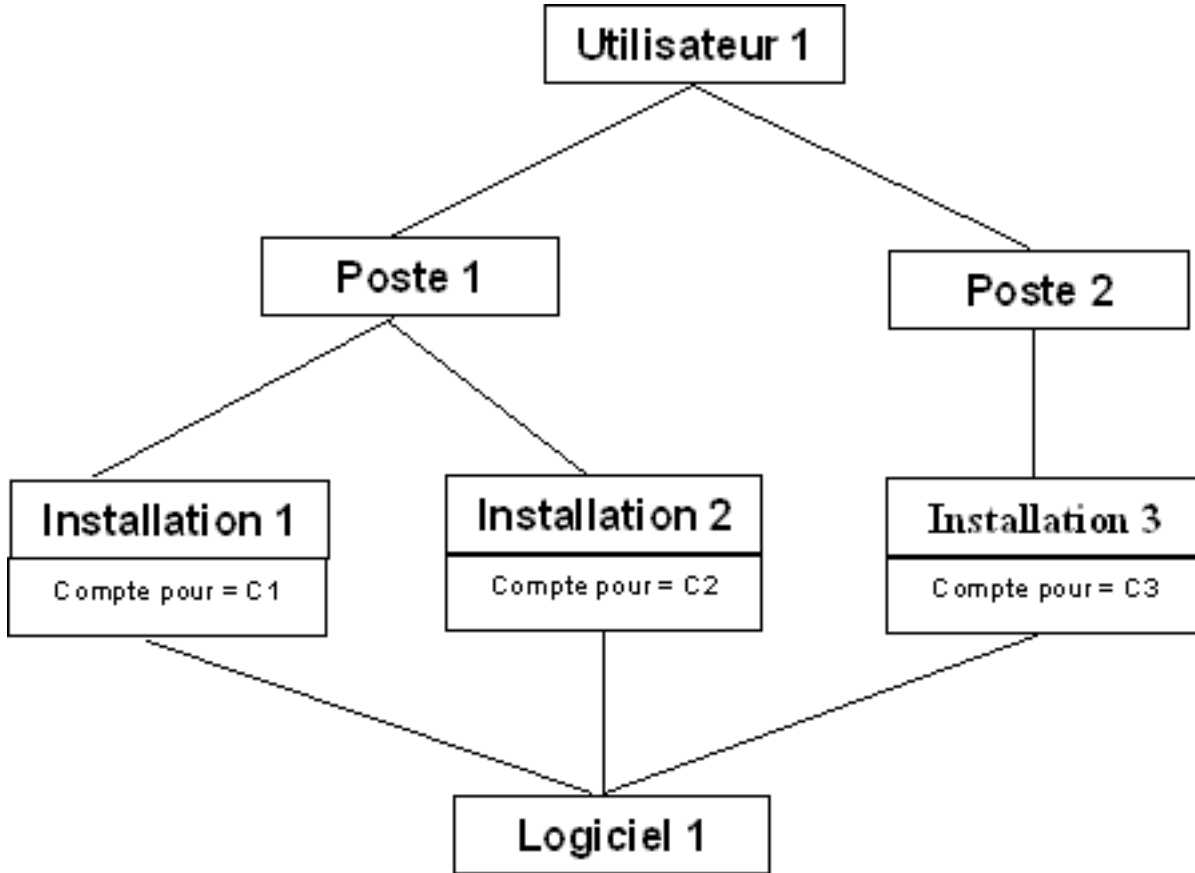 Utilisateur 1
Poste 1
Poste 2
Installation 1
Compte pour = C1
Installation 2
Compte pour = C2
Installation 3
Compte pour = C3
Logiciel 1